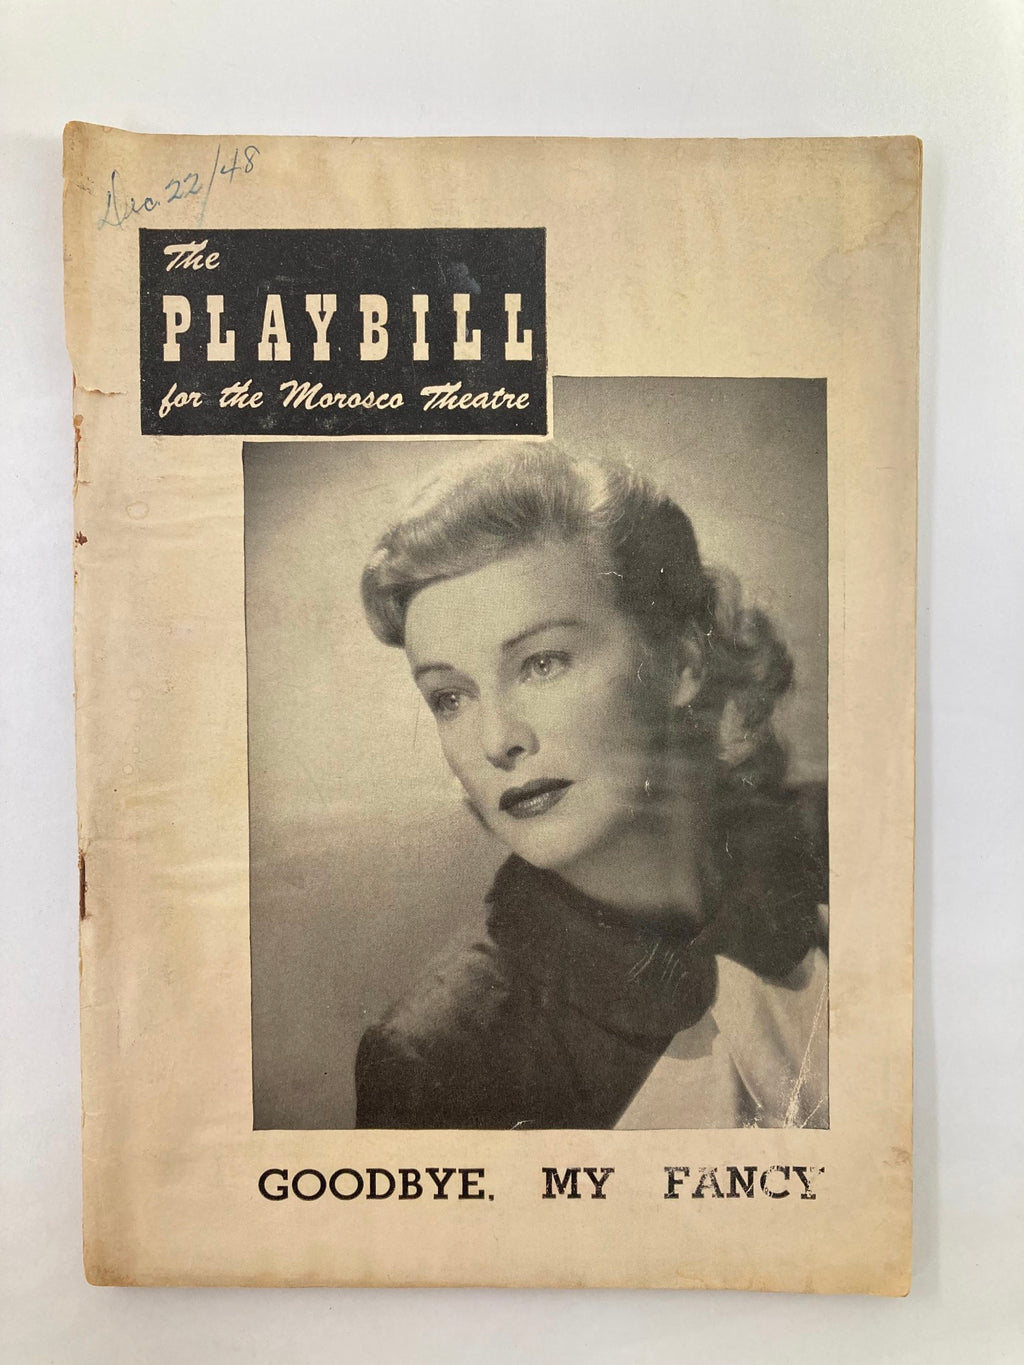 Dec. 22/48
The
PLAYBILL
for the Morosco Theatre
GOODBYE, MY FANCY